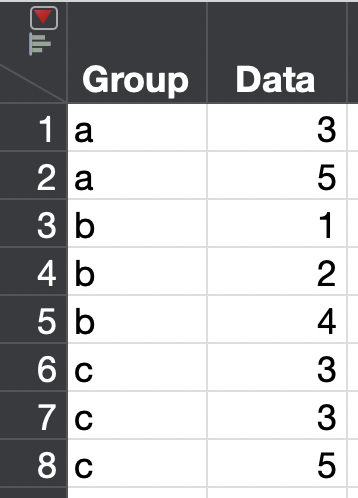 Group Data
1 a 3
2 a 5
3 b 1
4 b 2
5 b 4
6 c 3
7 c 3
8 c 5